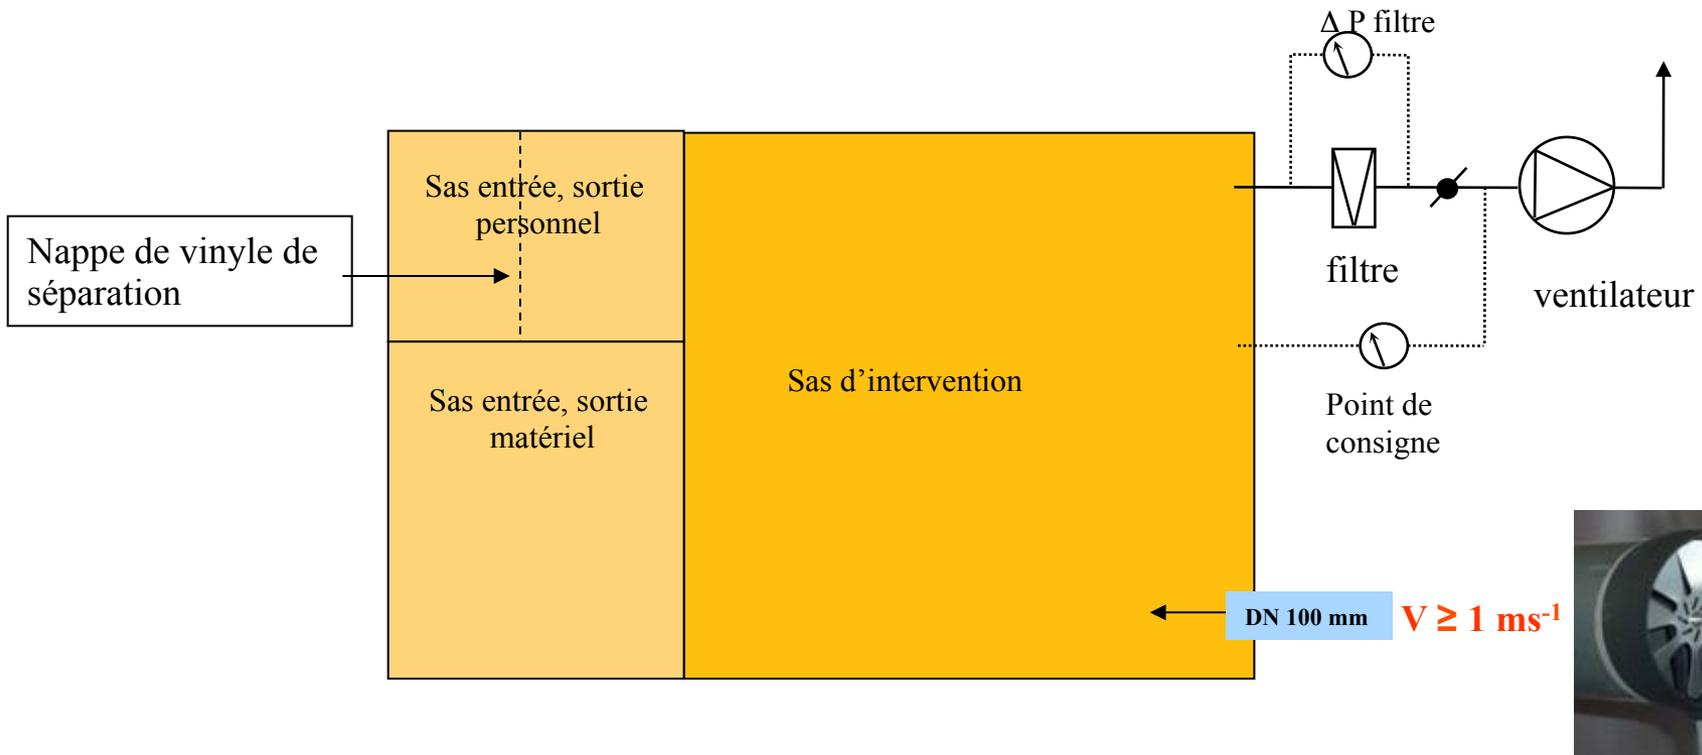 Δ P filtre
Sas entrée, sortie
personnel
Nappe de vinyle de
séparation
filtre
ventilateur
Sas d’intervention
Sas entrée, sortie
matériel
Point de
consigne
DN 100 mm
V ≥ 1 ms-1